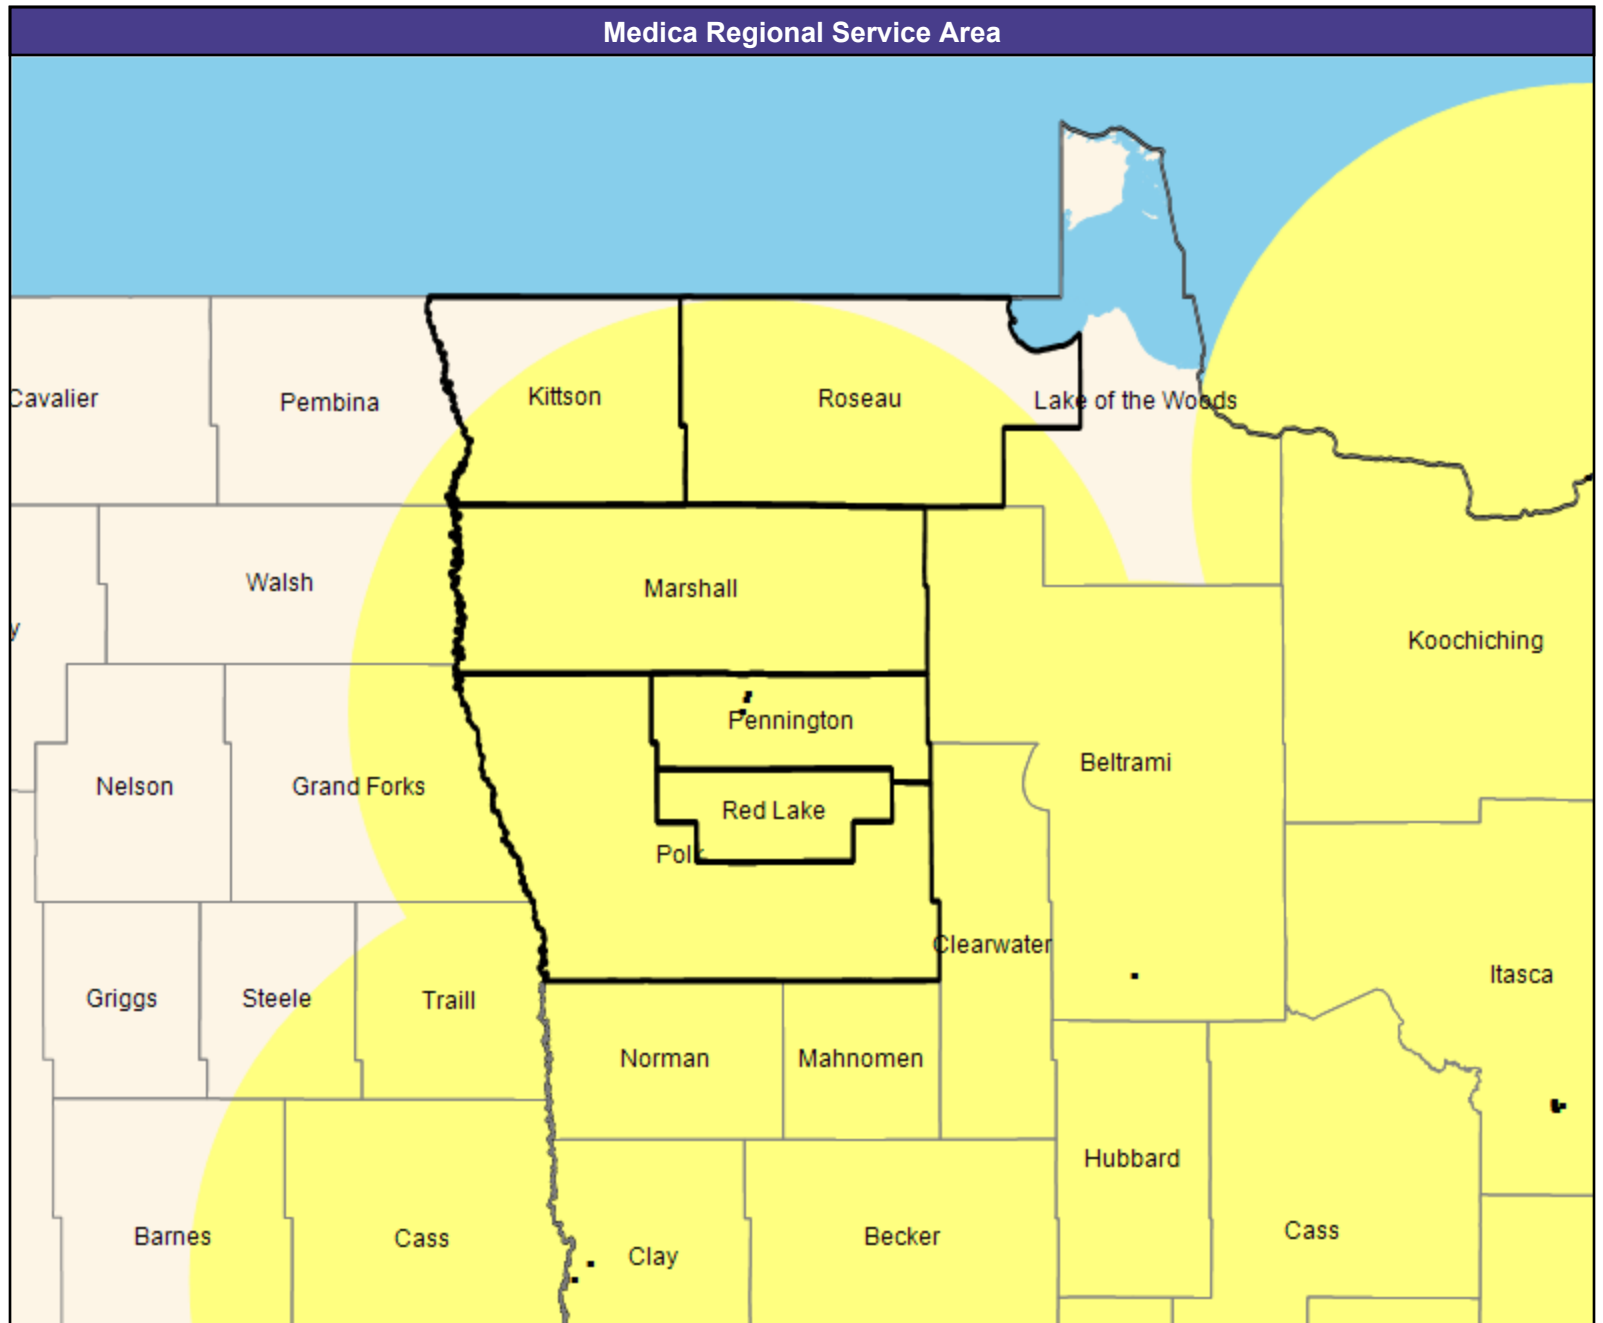 Medica Regional Service Area
Kittson
Roseau
Lake of the Woods
Cavalier
Pembina
Walsh
Marshall
y
Koochiching
Pennington
Beltrami
Nelson
Grand Forks
Red Lake
Polk
Clearwater
Itasca
Griggs
Steele
Traill
Norman
Mahnomen
Hubbard
Barnes
Cass
Clay
Becker
Cass